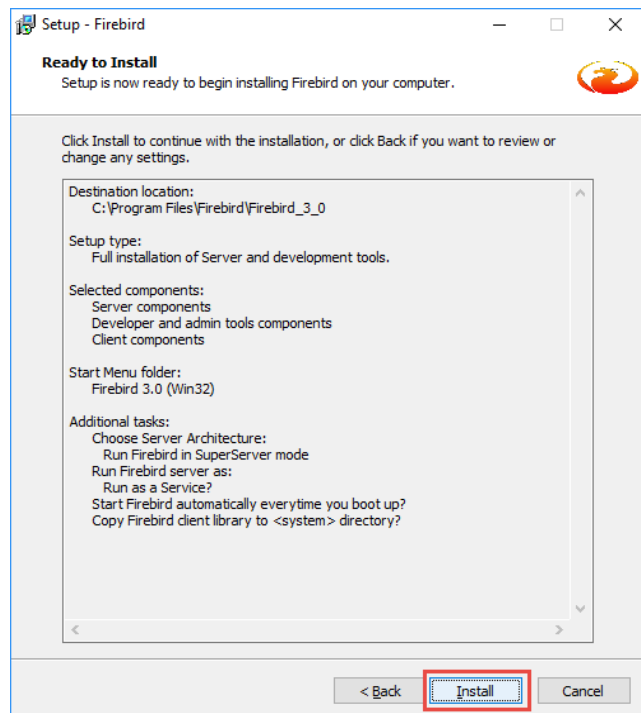 Setup - Firebird
Ready to Install
Setup is now ready to begin installing Firebird on your computer.
Click Install to continue with the installation, or click Back if you want to review or
change any settings.
Destination location:
C:\Program Files\Firebird\Firebird_3_0
Setup type:
Full installation of Server and development tools.
Selected components:
Server components
Developer and admin tools components
Client components
Start Menu folder:
Firebird 3.0 (Win32)
Additional tasks:
Choose Server Architecture:
Run Firebird in SuperServer mode
Run Firebird server as:
Run as a Service?
Start Firebird automatically everytime you boot up?
Copy Firebird client library to <system> directory?
< Back Install Cancel